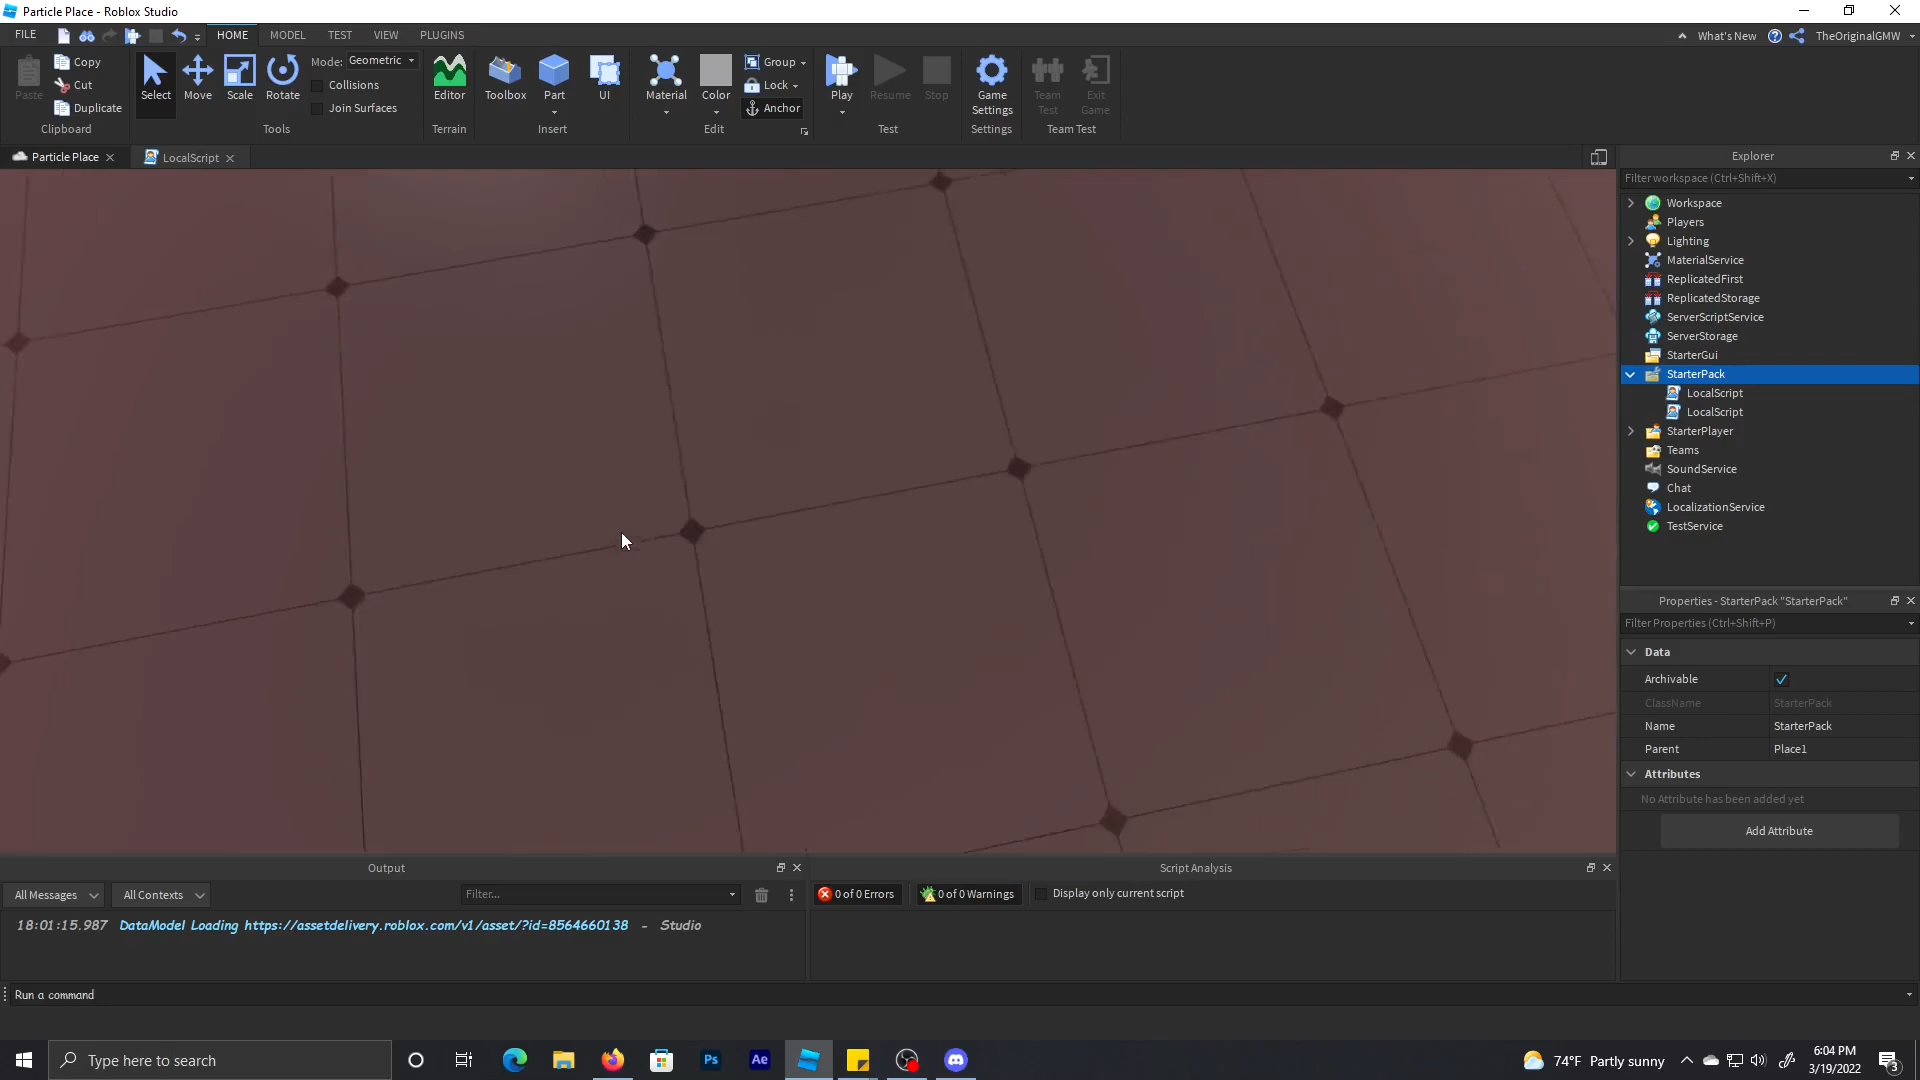 Particle Place - Roblox Studio
FILE HOME MODEL TEST VIEW PLUGINS What's New TheOriginalGMW
Paste Copy Cut Duplicate Clipboard
Select Move Scale Rotate Mode: Geometric Collisions Join Surfaces Tools
Editor Terrain
Toolbox Part UI Insert
Material Color Group Lock Anchor Edit
Play Resume Stop Test
Game Settings Settings
Team Test Exit Game Team Test
Particle Place LocalScript
Explorer
Filter workspace (Ctrl+Shift+X)
Workspace
Players
Lighting
MaterialService
ReplicatedFirst
ReplicatedStorage
ServerScriptService
ServerStorage
StarterGui
StarterPack
LocalScript
LocalScript
StarterPlayer
Teams
SoundService
Chat
LocalizationService
TestService
Properties - StarterPack "StarterPack"
Filter Properties (Ctrl+Shift+P)
Data
Archivable
ClassName StarterPack
Name StarterPack
Parent Place1
Attributes
No Attribute has been added yet
Add Attribute
Output
All Messages All Contexts Filter...
18:01:15.987 DataModel Loading https://assetdelivery.roblox.com/v1/asset/?id=8564660138 - Studio
Script Analysis
0 of 0 Errors 0 of 0 Warnings Display only current script
Run a command
Type here to search Ps Ae 74°F Partly sunny 6:04 PM
3/19/2022 3